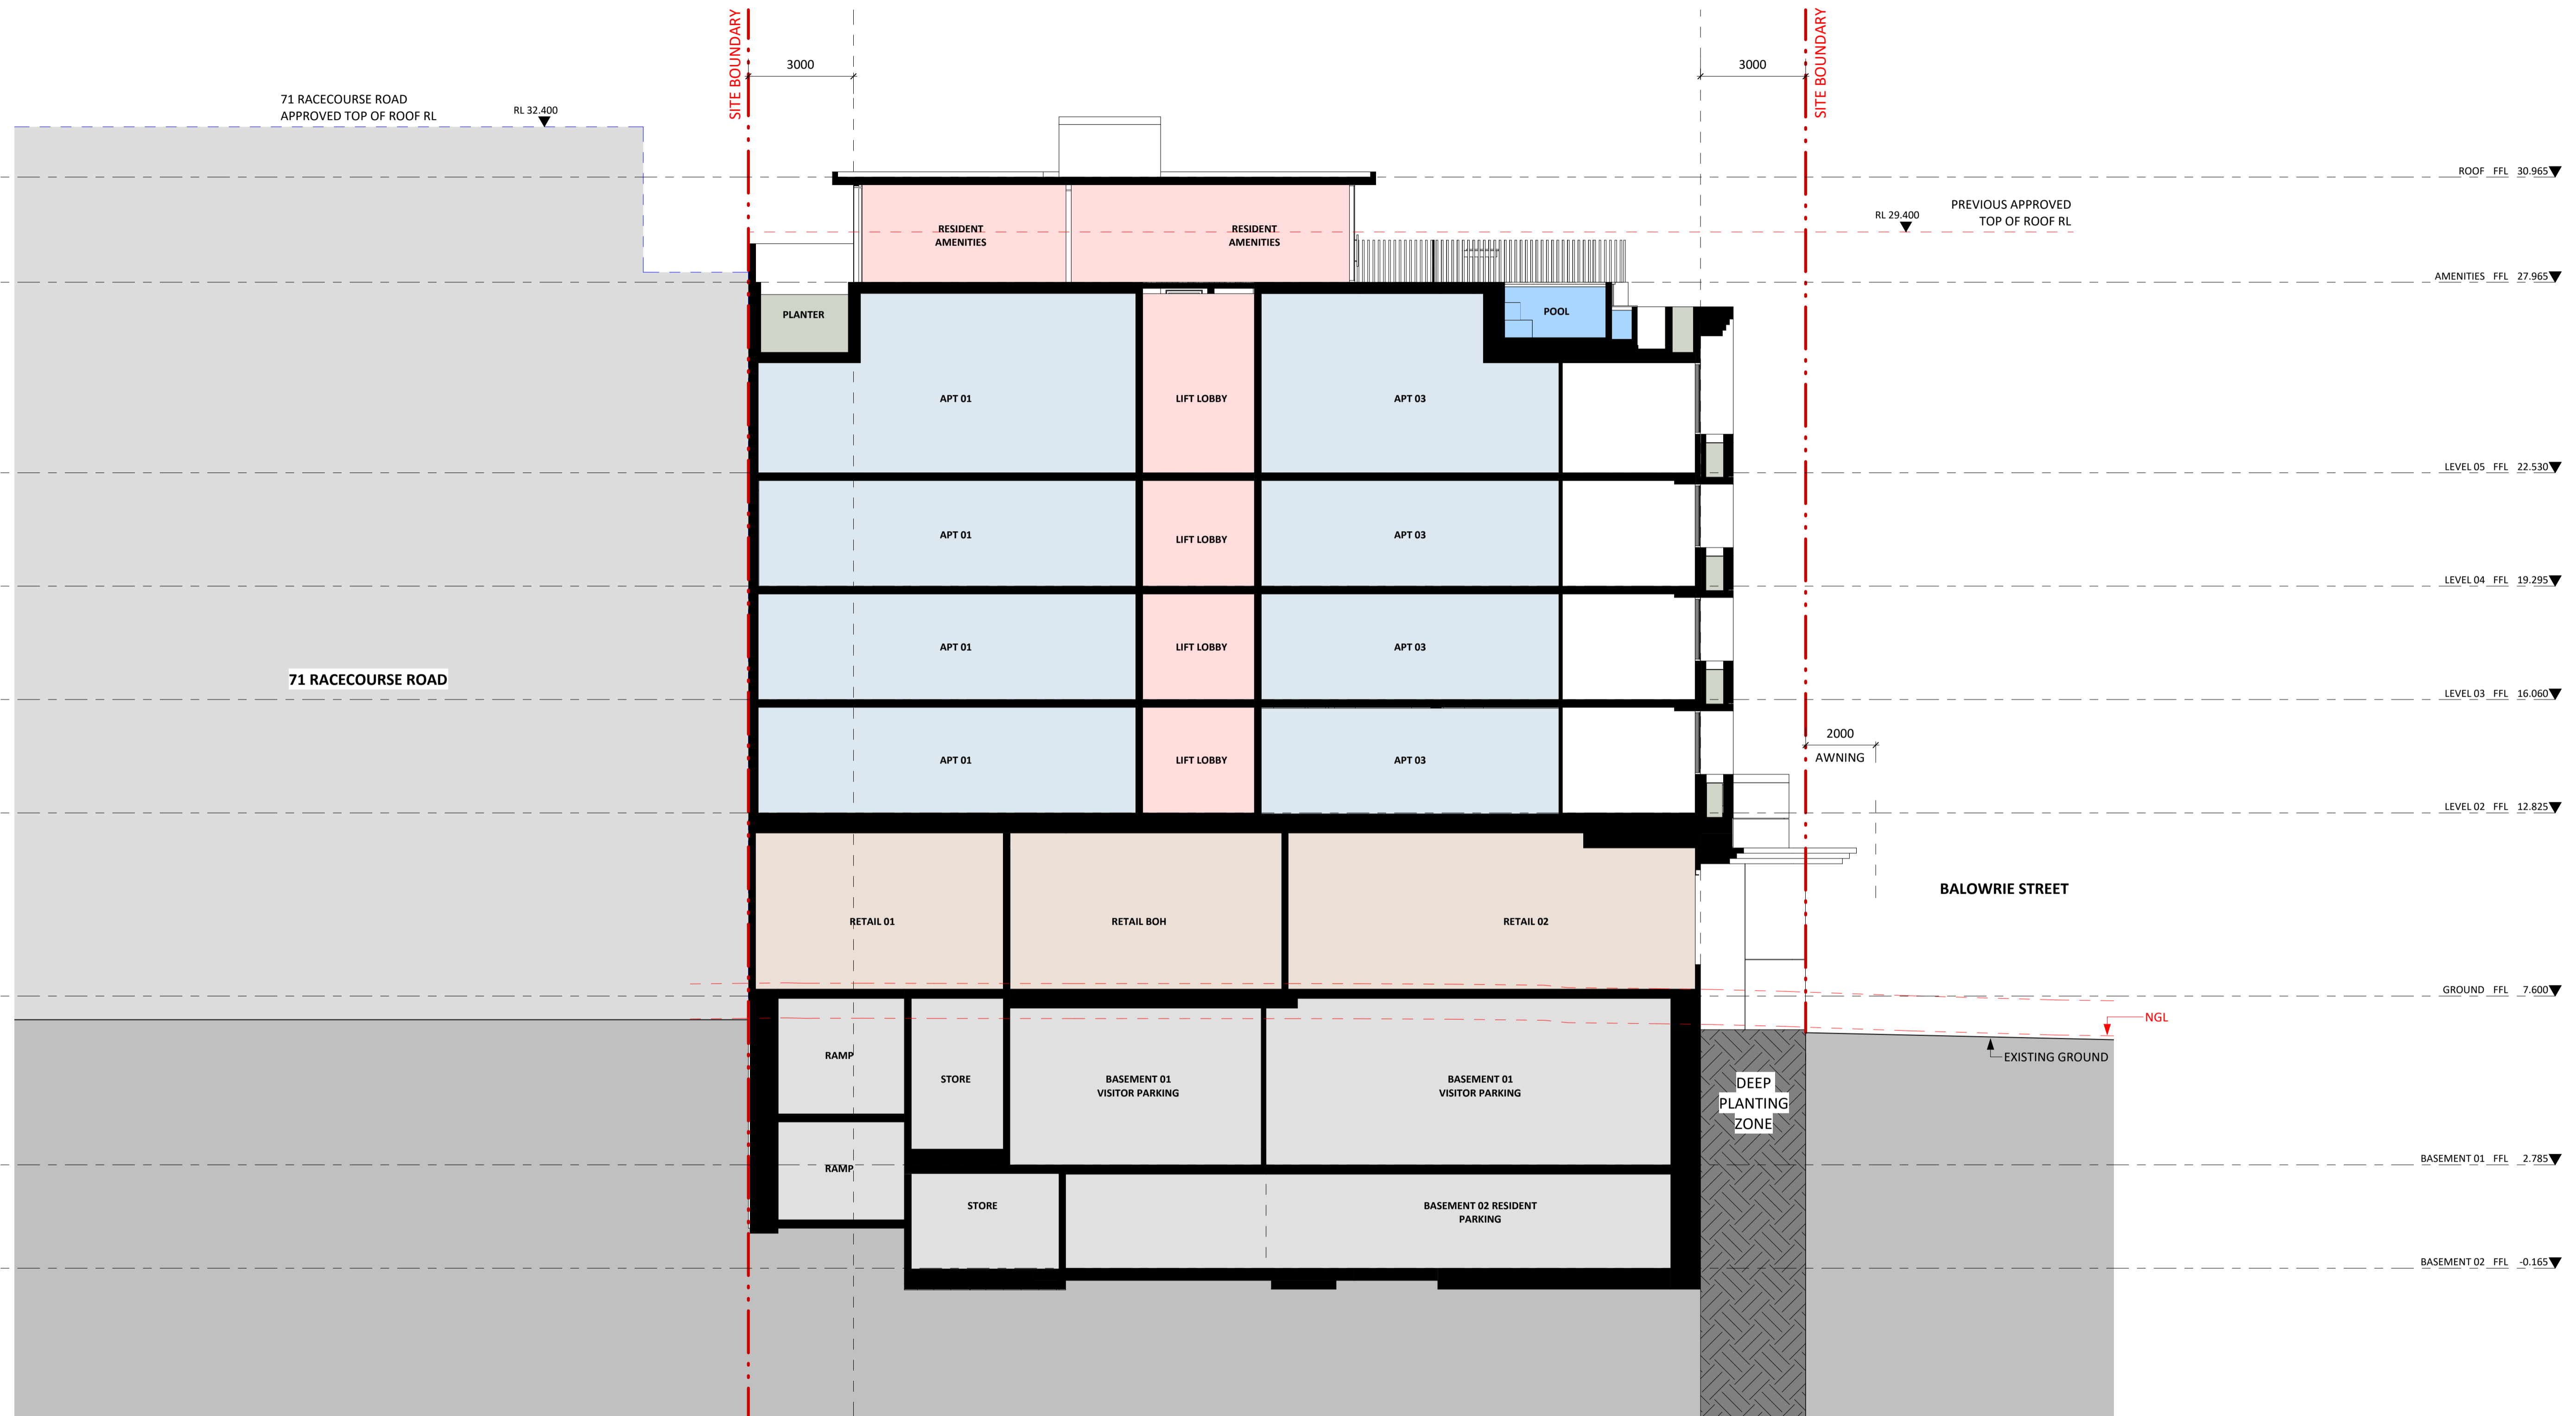 SITE BOUNDARY
SITE BOUNDARY
3000
3000
71 RACECOURSE ROAD
APPROVED TOP OF ROOF RL
RL 32.400
ROOF FFL 30.965
PREVIOUS APPROVED
TOP OF ROOF RL
RL 29.400
RESIDENT
AMENITIES
RESIDENT
AMENITIES
AMENITIES FFL 27.965
PLANTER
POOL
APT 01
LIFT LOBBY
APT 03
LEVEL 05 FFL 22.530
APT 01
LIFT LOBBY
APT 03
LEVEL 04 FFL 19.295
APT 01
LIFT LOBBY
APT 03
71 RACECOURSE ROAD
LEVEL 03 FFL 16.060
2000
AWNING
APT 01
LIFT LOBBY
APT 03
LEVEL 02 FFL 12.825
BALOWRIE STREET
RETAIL 01
RETAIL BOH
RETAIL 02
GROUND FFL 7.600
NGL
EXISTING GROUND
RAMP
STORE
BASEMENT 01
VISITOR PARKING
BASEMENT 01
VISITOR PARKING
DEEP
PLANTING
ZONE
BASEMENT 01 FFL 2.785
RAMP
STORE
BASEMENT 02 RESIDENT
PARKING
BASEMENT 02 FFL -0.165